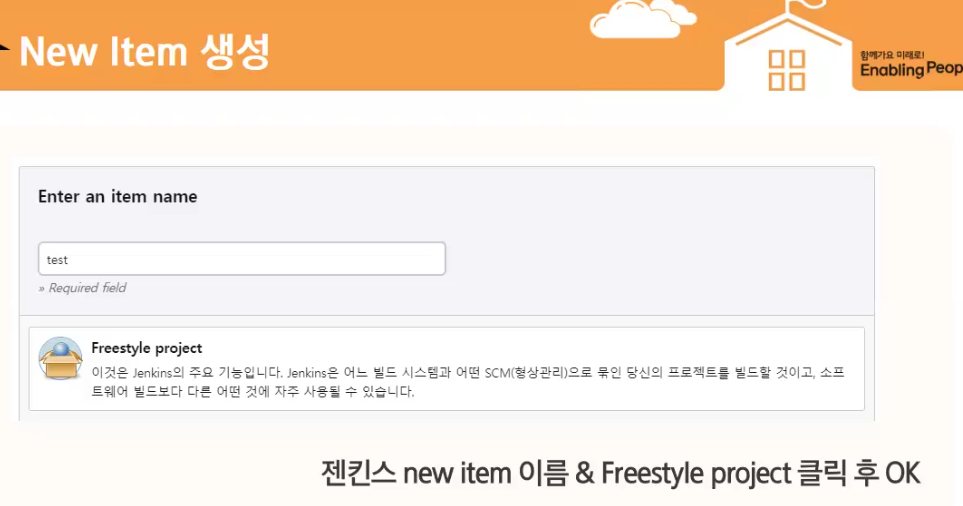 New Item 생성
함께가요 미래로!
Enabling Peop
Enter an item name
test
» Required field
Freestyle project
이것은 Jenkins의 주요 기능입니다. Jenkins은 어느 빌드 시스템과 어떤 SCM(형상관리)으로 묶인 당신의 프로젝트를 빌드할 것이고, 소프
트웨어 빌드보다 다른 어떤 것에 자주 사용될 수 있습니다.
젠킨스 new item 이름 & Freestyle project 클릭 후 OK